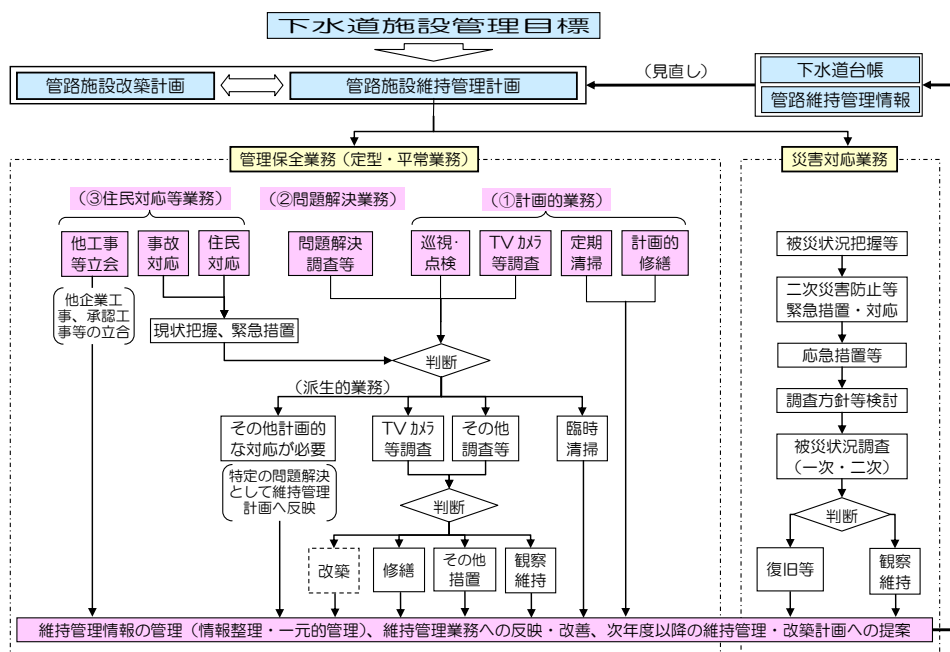 下水道施設管理目標
管路施設改築計画
管路施設維持管理計画
(見直し)
下水道台帳
管路維持管理情報
管理保全業務(定型・平常業務)
災害対応業務
(③住民対応等業務)
(②問題解決業務)
(①計画的業務)
他工事
等立会
事故
対応
住民
対応
問題解決
調査等
巡視・
点検
TVカメラ
等調査
定期
清掃
計画的
修繕
他企業工
事、承認工
事等の立合
現状把握、緊急措置
判断
(派生的業務)
その他計画的
な対応が必要
TVカメラ
等調査
その他
調査等
臨時
清掃
特定の問題解決
として維持管理
計画へ反映
判断
改築
修繕
その他
措置
観察
維持
被災状況把握等
二次災害防止等
緊急措置・対応
応急措置等
調査方針等検討
被災状況調査
(一次・二次)
判断
復旧等
観察
維持
維持管理情報の管理(情報整理・一元的管理)、維持管理業務への反映・改善、次年度以降の維持管理・改築計画への提案